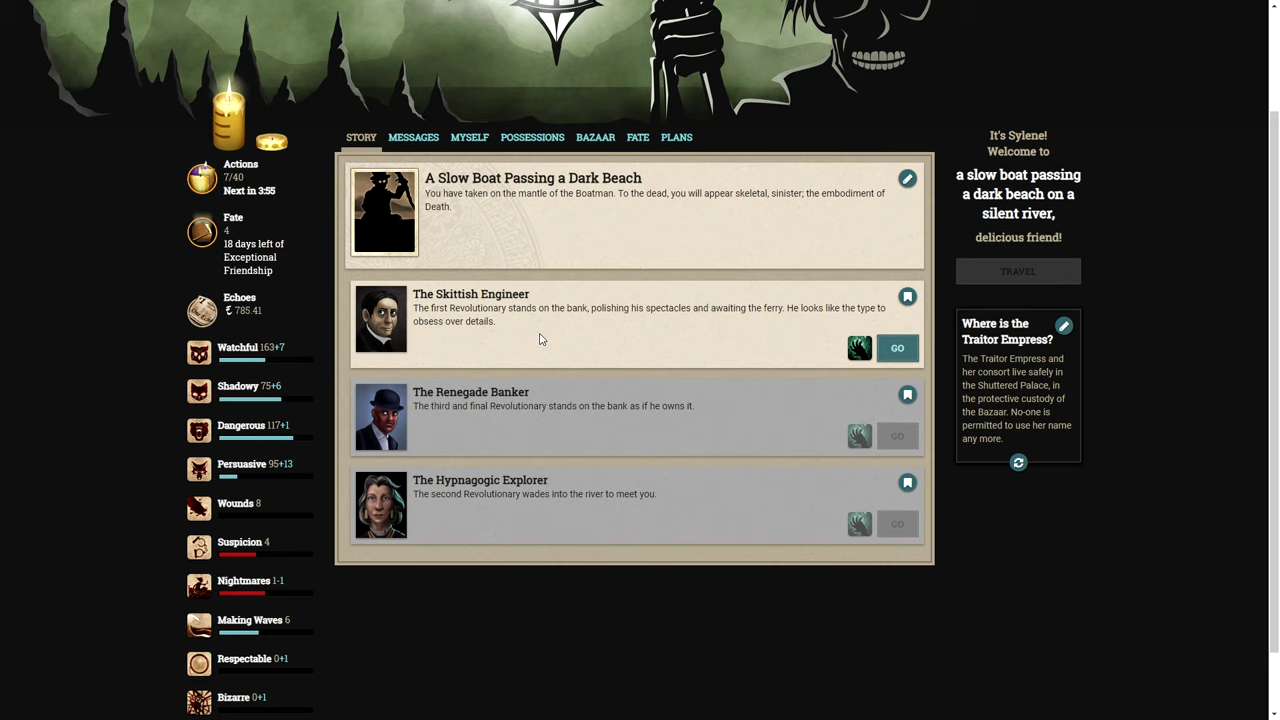 STORY MESSAGES MYSELF POSSESSIONS BAZAAR FATE PLANS
Actions
7/40
Next in 3:55
Fate
4
18 days left of
Exceptional
Friendship
Echoes
785.41
Watchful 163+7
Shadowy 75+6
Dangerous 117+1
Persuasive 95+13
Wounds 8
Suspicion 4
Nightmares 1-1
Making Waves 6
Respectable 0+1
Bizarre 0+1
A Slow Boat Passing a Dark Beach
You have taken on the mantle of the Boatman. To the dead, you will appear skeletal, sinister; the embodiment of
Death.
The Skittish Engineer
The first Revolutionary stands on the bank, polishing his spectacles and awaiting the ferry. He looks like the type to
obsess over details.
GO
The Renegade Banker
The third and final Revolutionary stands on the bank as if he owns it.
GO
The Hypnagogic Explorer
The second Revolutionary wades into the river to meet you.
GO
It's Sylene!
Welcome to
a slow boat passing
a dark beach on a
silent river,
delicious friend!
TRAVEL
Where is the
Traitor Empress?
The Traitor Empress and
her consort live safely in
the Shuttered Palace, in
the protective custody of
the Bazaar. No-one is
permitted to use her name
any more.